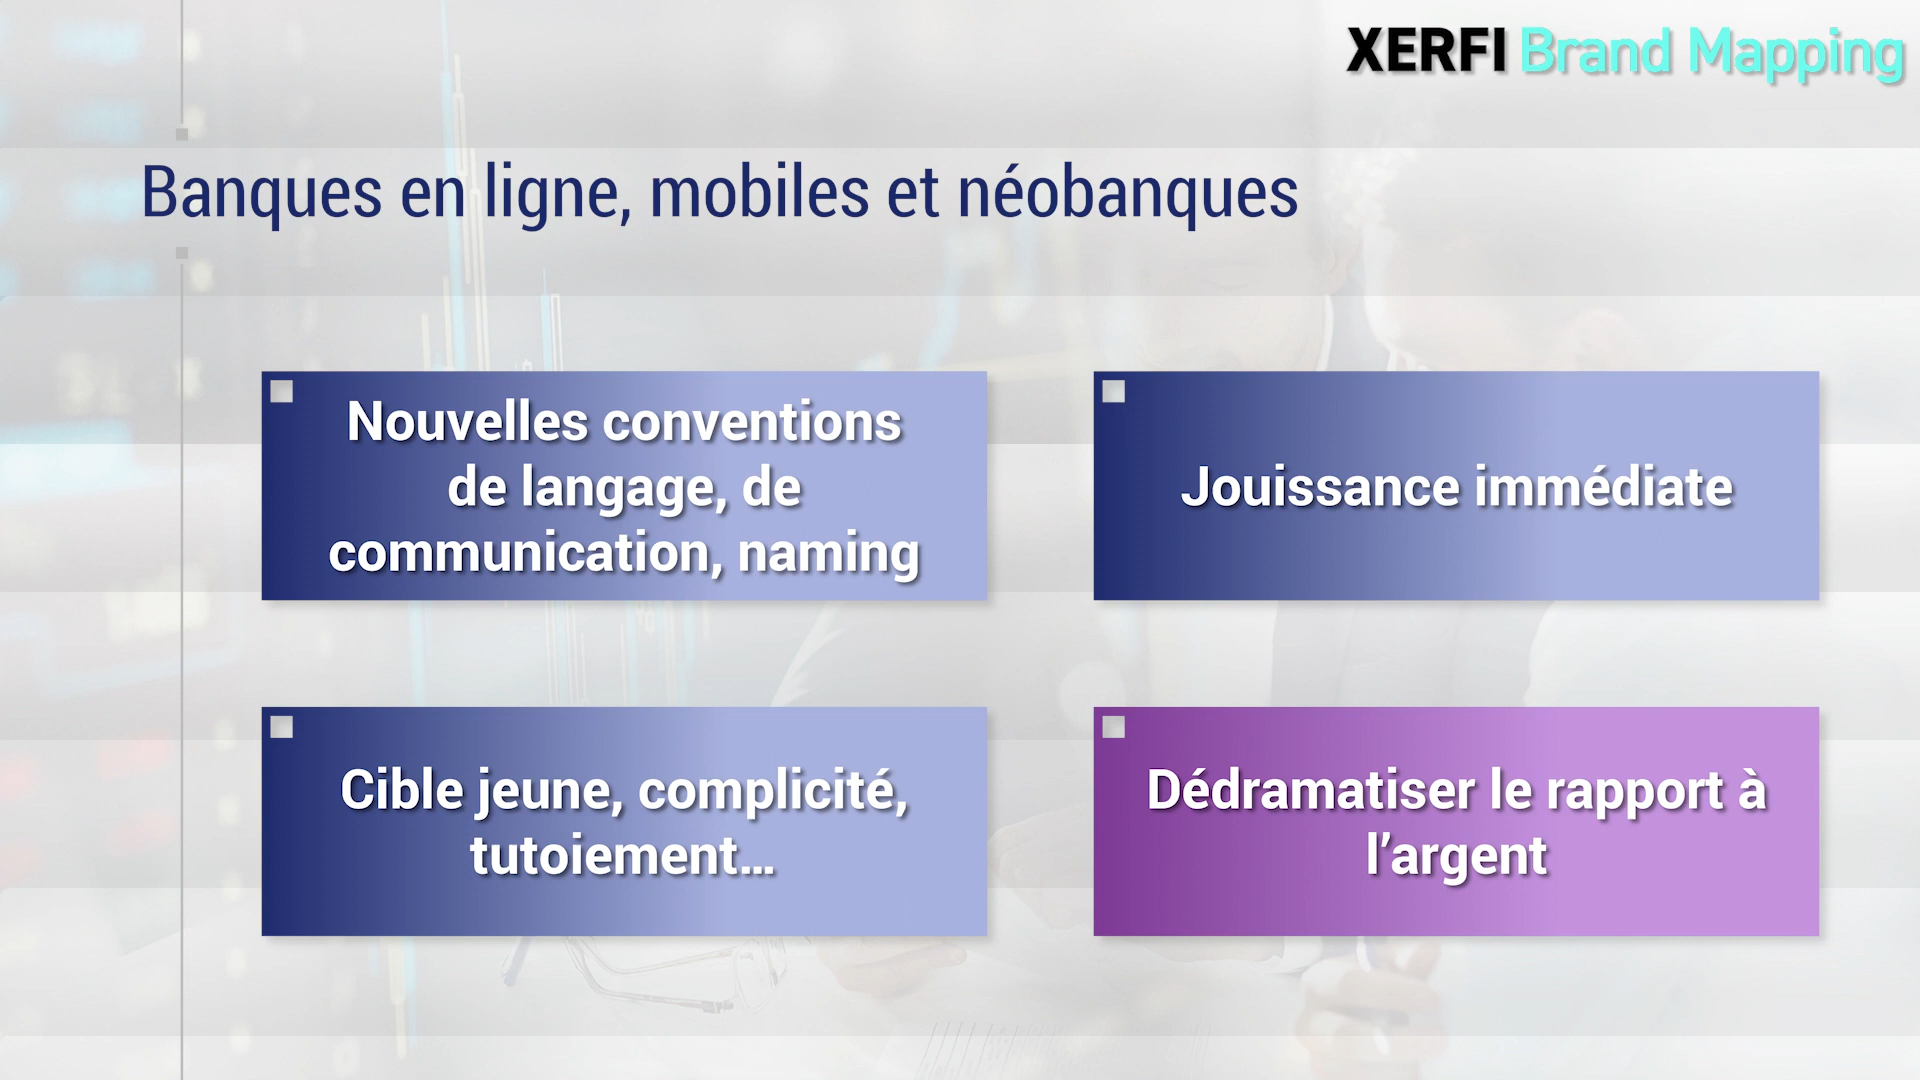 XERFI Brand Mapping
Banques en ligne, mobiles et néobanques
Nouvelles conventions
de langage, de
communication, naming
Jouissance immédiate
Cible jeune, complicité,
tutoiement…
Dédramatiser le rapport à
l’argent